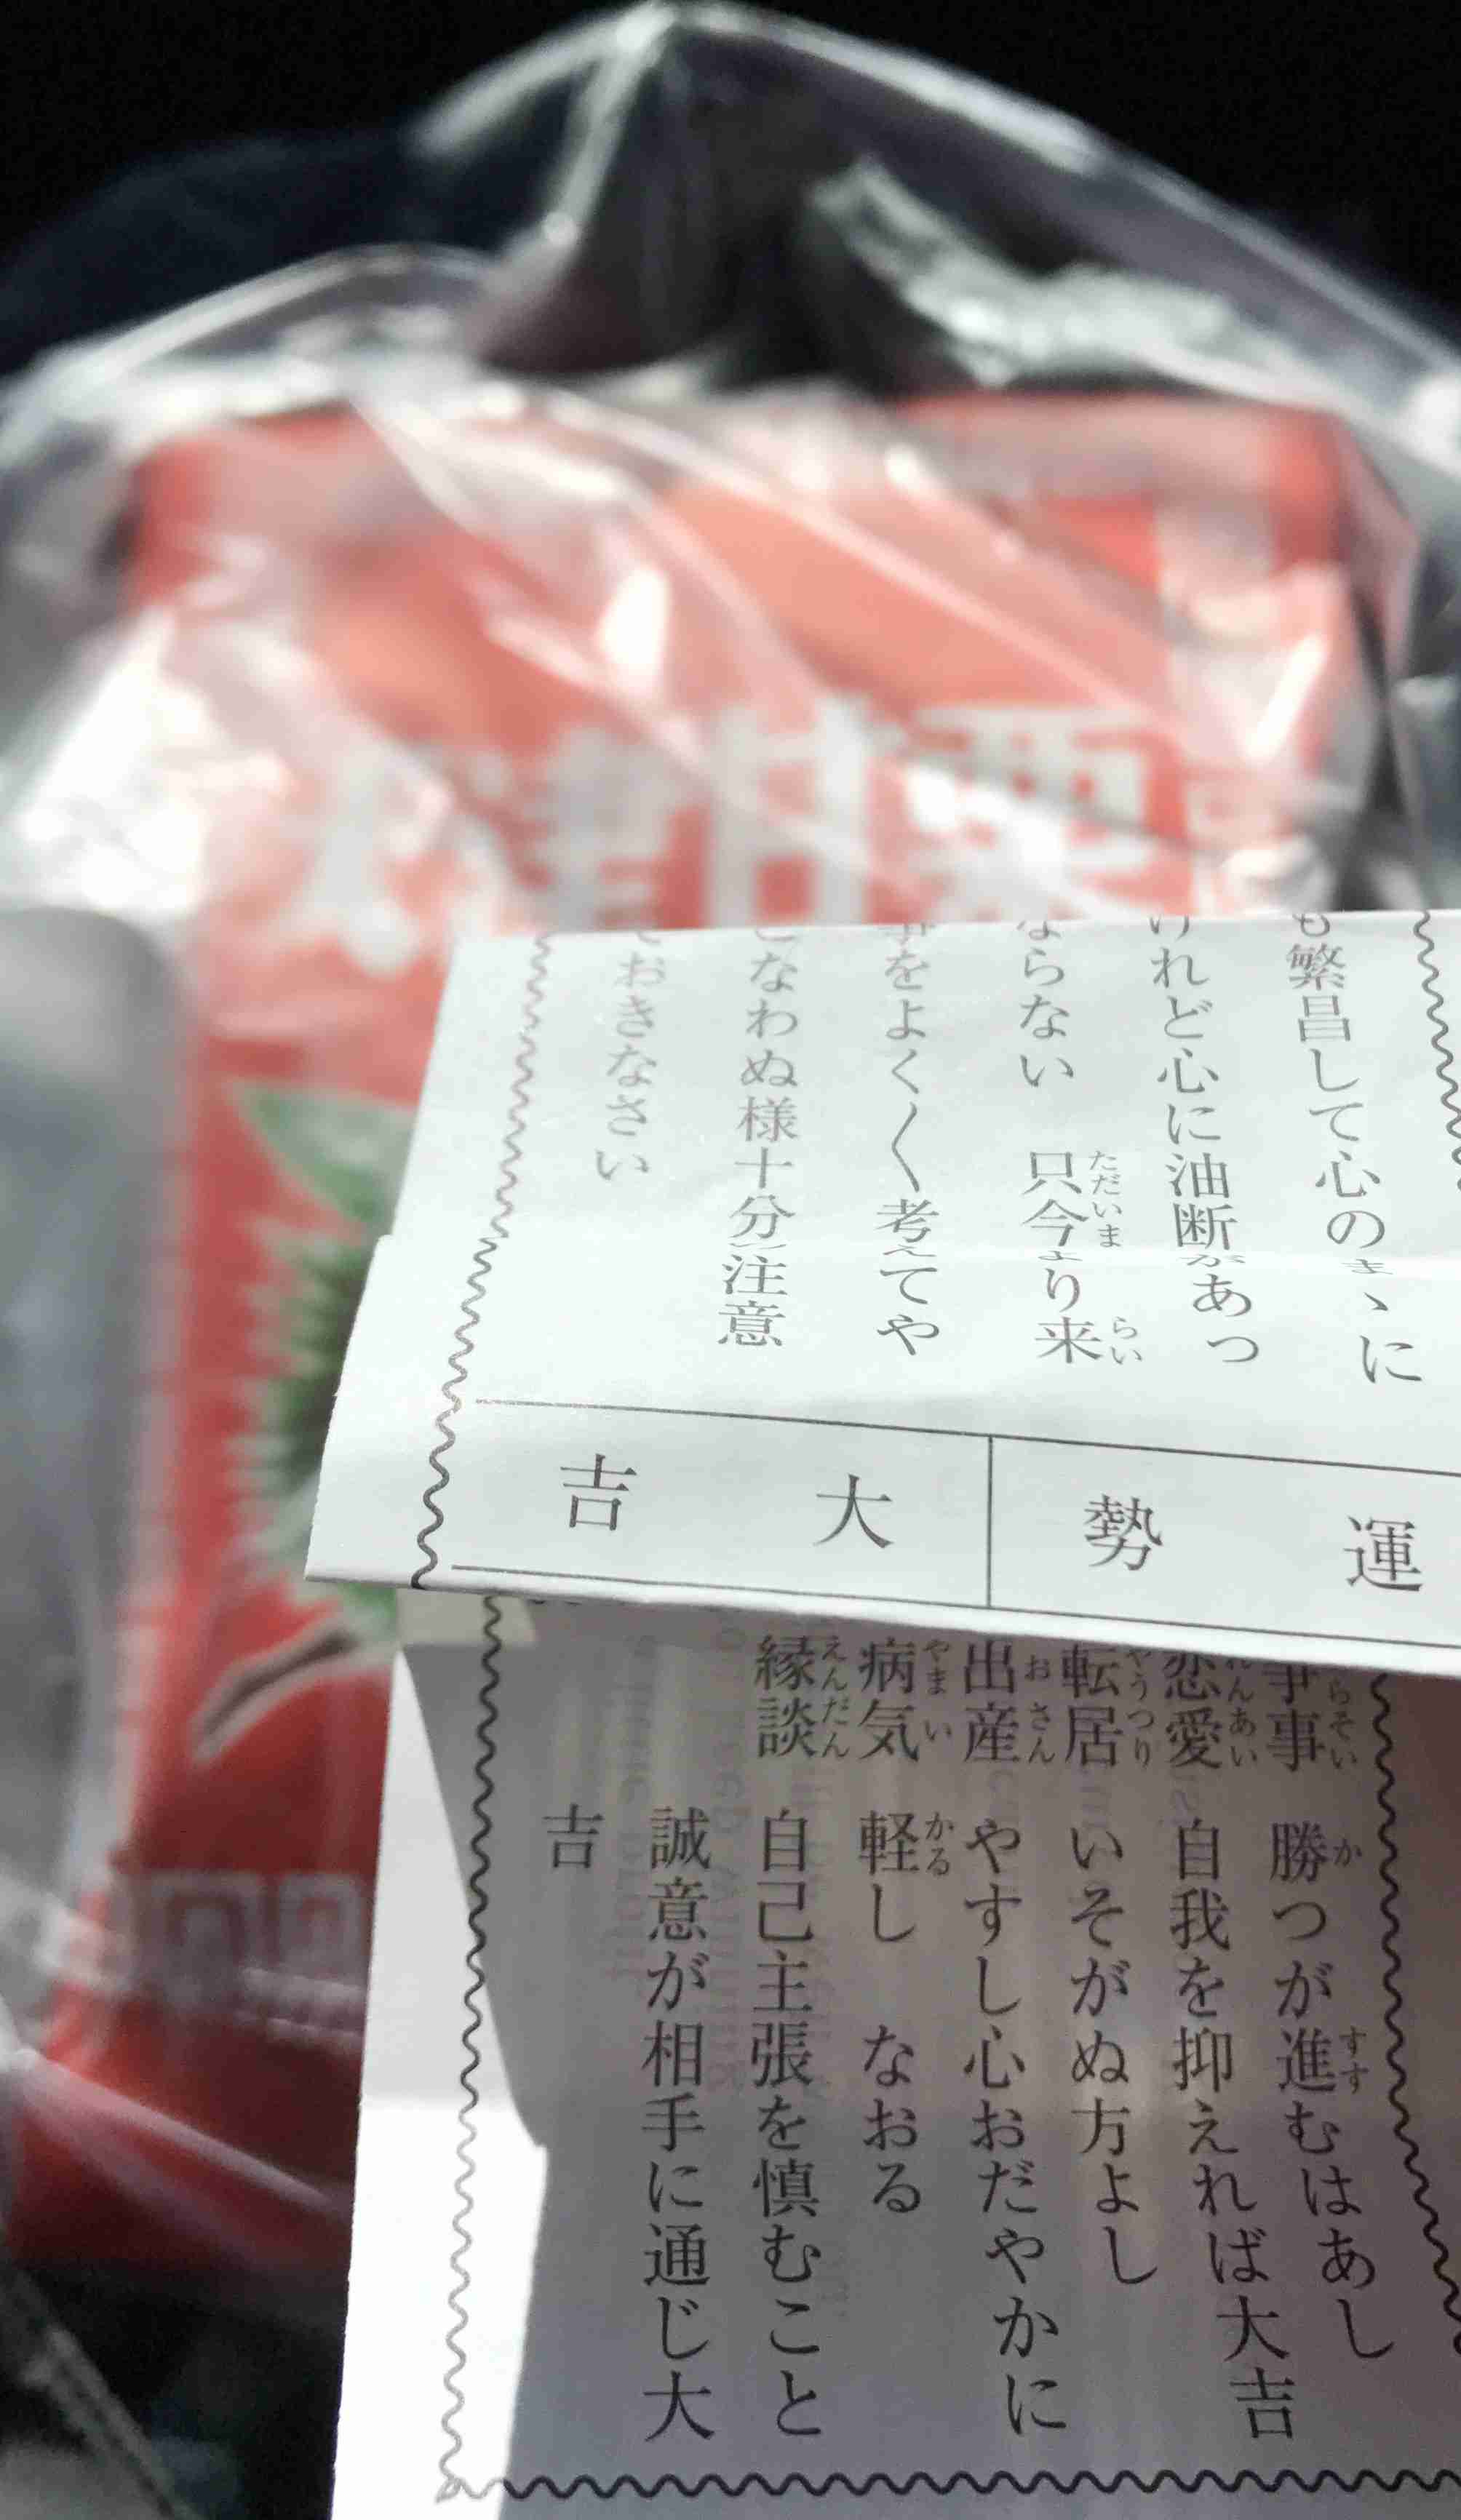 甘栗
も繁昌して心のまゝに
けれど心に油断があつ
ならない 只今より来
事をよく〱考えてや
となわぬ様十分ご注意
ておきなさい
運勢 大吉
争事 勝つが進むはあし
恋愛 自我を抑えれば大吉
転居 いそがぬ方よし
出産 やすし心おだやかに
病気 軽し なおる
縁談 自己主張を慎むこと
誠意が相手に通じ大
吉